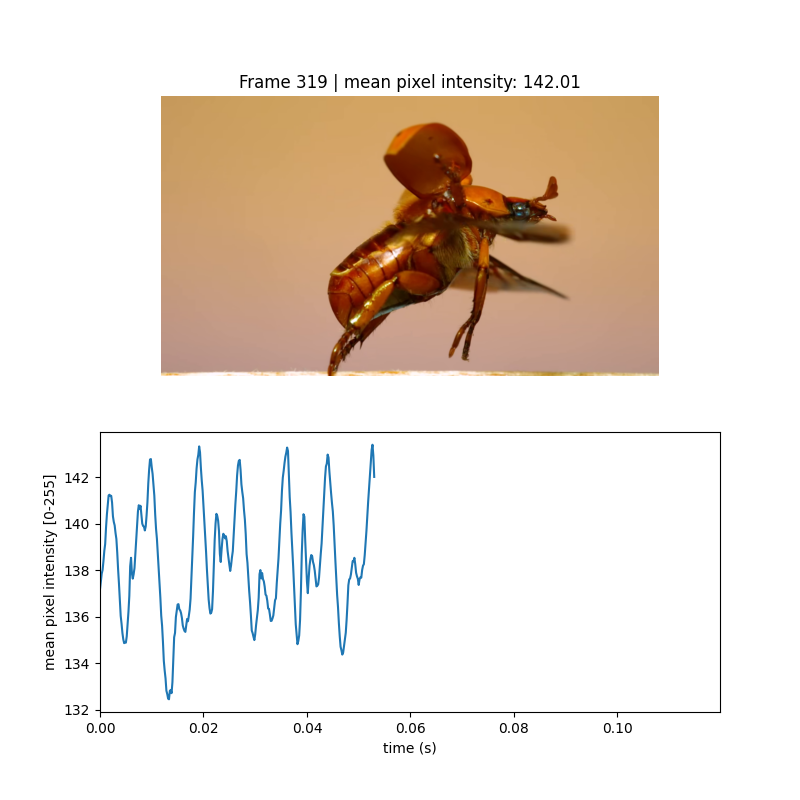 Frame 319 | mean pixel intensity: 142.01
mean pixel intensity [0-255]
142
140
138
136
134
132
0.00 0.02 0.04 0.06 0.08 0.10
time (s)